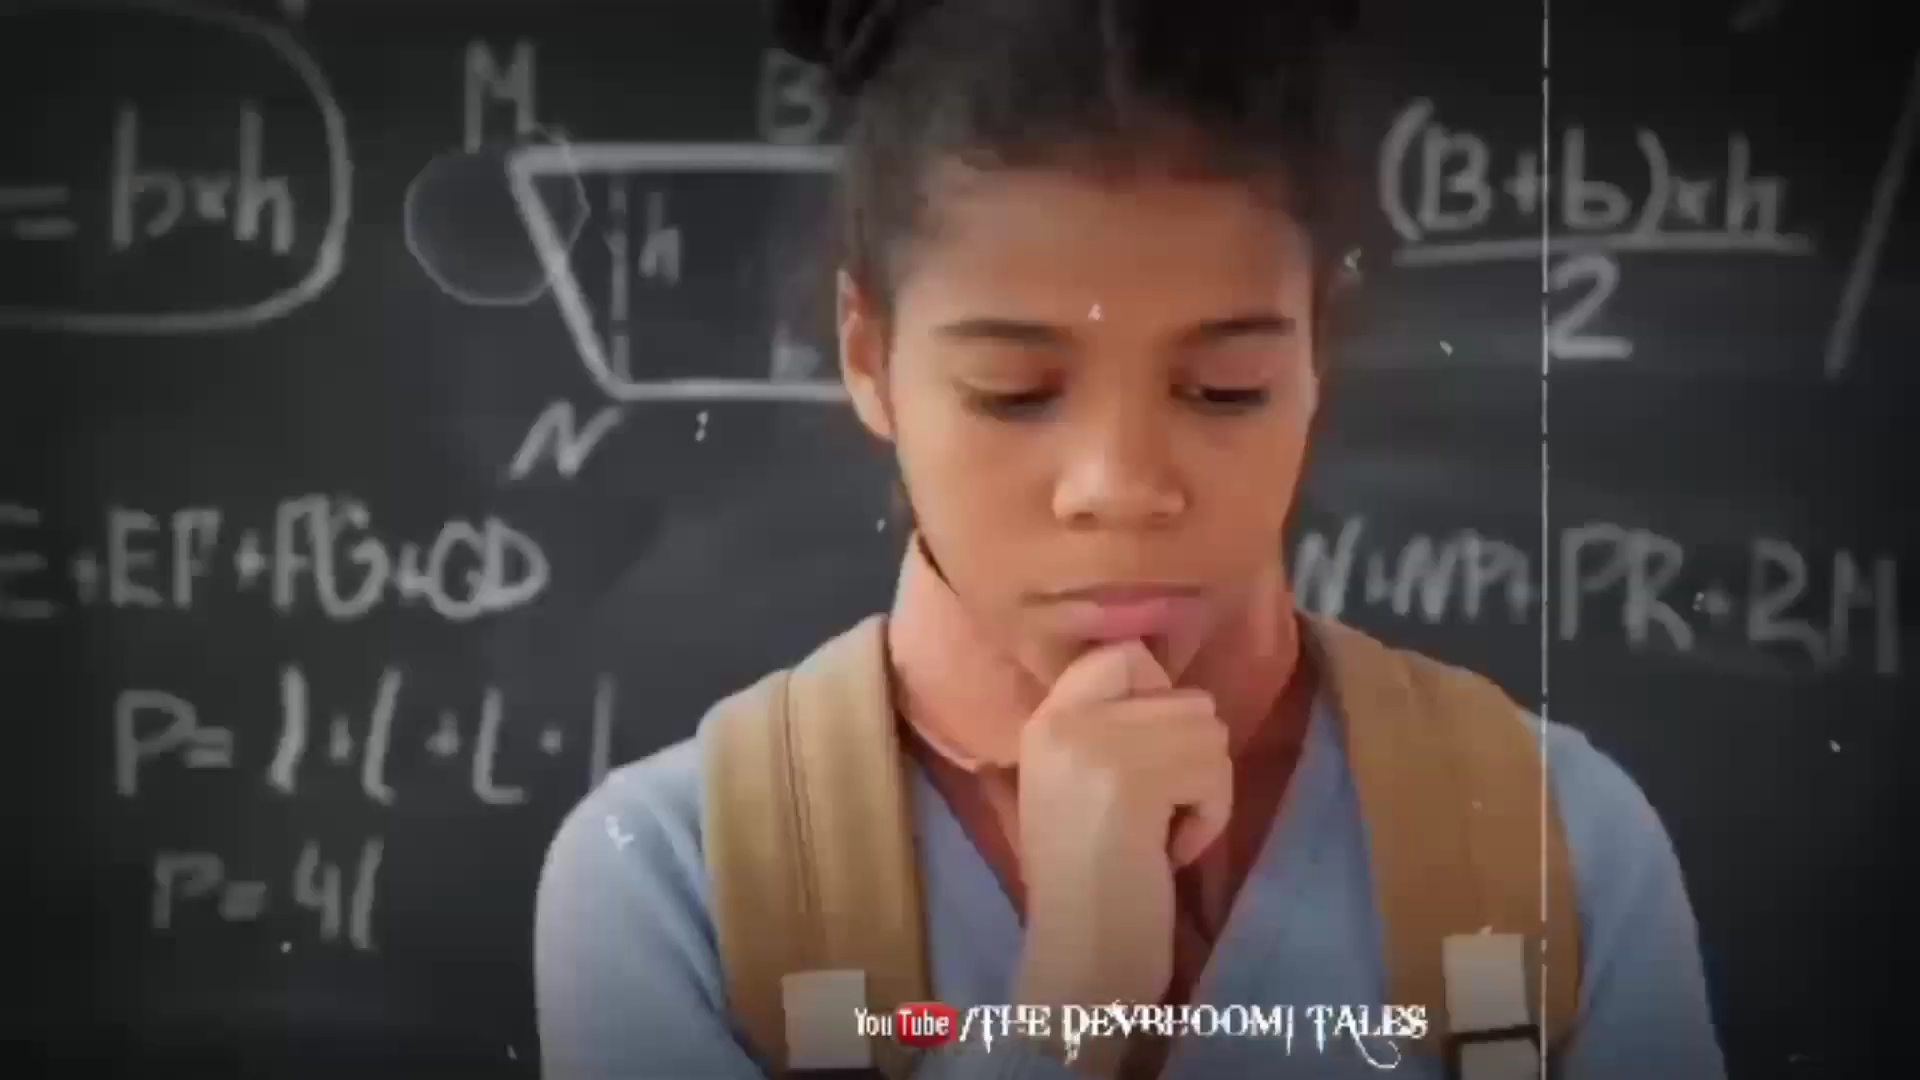 = b×h
M B
h
b
N
(B+b)×h
2
+EF+FG+GD
N+NP+PR+RM
P= l+l+l+l
P= 4l
YouTube /THE DEVBHOOMI TALES